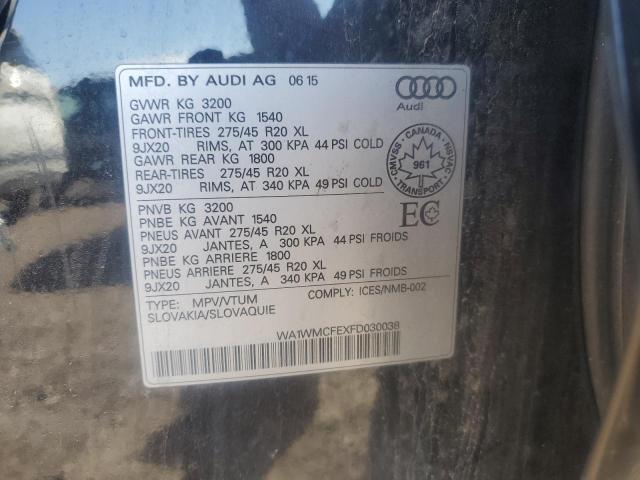 MFD. BY AUDI AG 06 15
Audi
GVWR KG 3200
GAWR FRONT KG 1540
FRONT-TIRES 275/45 R20 XL
9JX20 RIMS, AT 300 KPA 44 PSI COLD
GAWR REAR KG 1800
REAR-TIRES 275/45 R20 XL
9JX20 RIMS, AT 340 KPA 49 PSI COLD
CMVSS - CANADA - NSVAC
961
TRANSPORT
PNVB KG 3200
PNBE KG AVANT 1540
PNEUS AVANT 275/45 R20 XL
9JX20 JANTES, A 300 KPA 44 PSI FROIDS
PNBE KG ARRIERE 1800
PNEUS ARRIERE 275/45 R20 XL
9JX20 JANTES, A 340 KPA 49 PSI FROIDS
EC
TYPE: MPV/VTUM COMPLY: ICES/NMB-002
SLOVAKIA/SLOVAQUIE
WA1WMCFEXFD030038